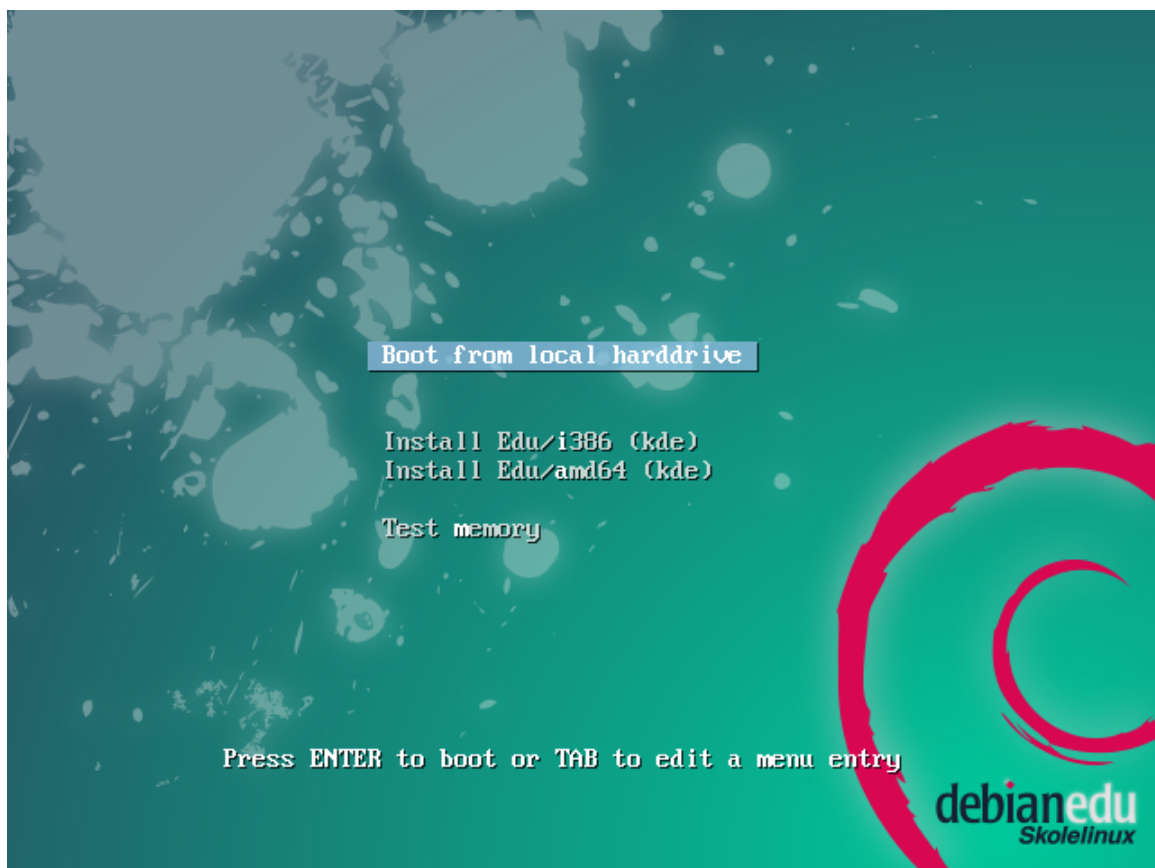 Boot from local harddrive
Install Edu/i386 (kde)
Install Edu/amd64 (kde)
Test memory
Press ENTER to boot or TAB to edit a menu entry
debianedu
Skolelinux